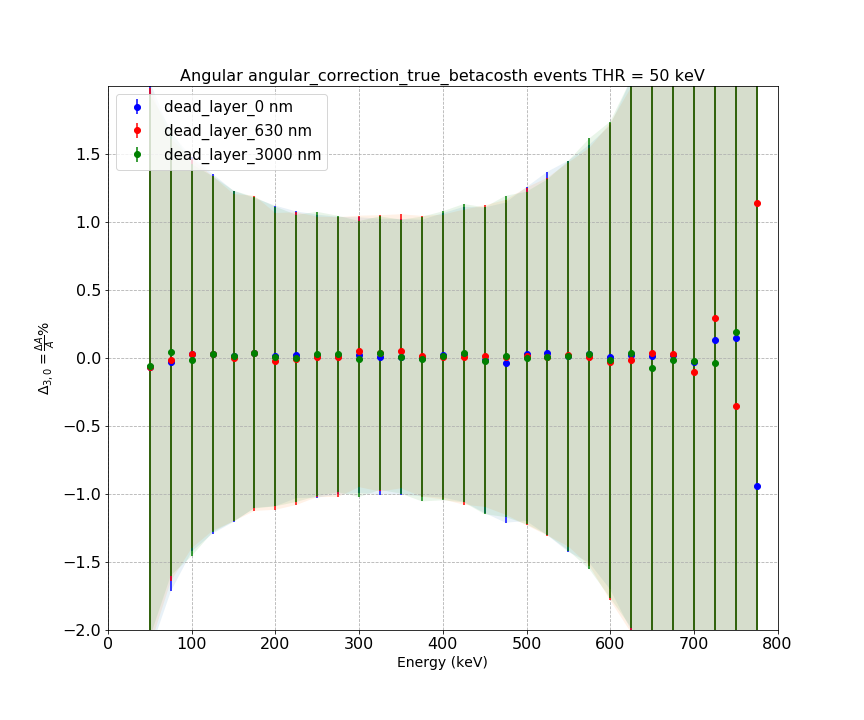 Angular angular_correction_true_betacosth events THR = 50 keV
dead_layer_0 nm
dead_layer_630 nm
dead_layer_3000 nm
1.5
1.0
0.5
0.0
−0.5
−1.0
−1.5
−2.0
Δ3,0 = ΔA/A %
0 100 200 300 400 500 600 700 800
Energy (keV)